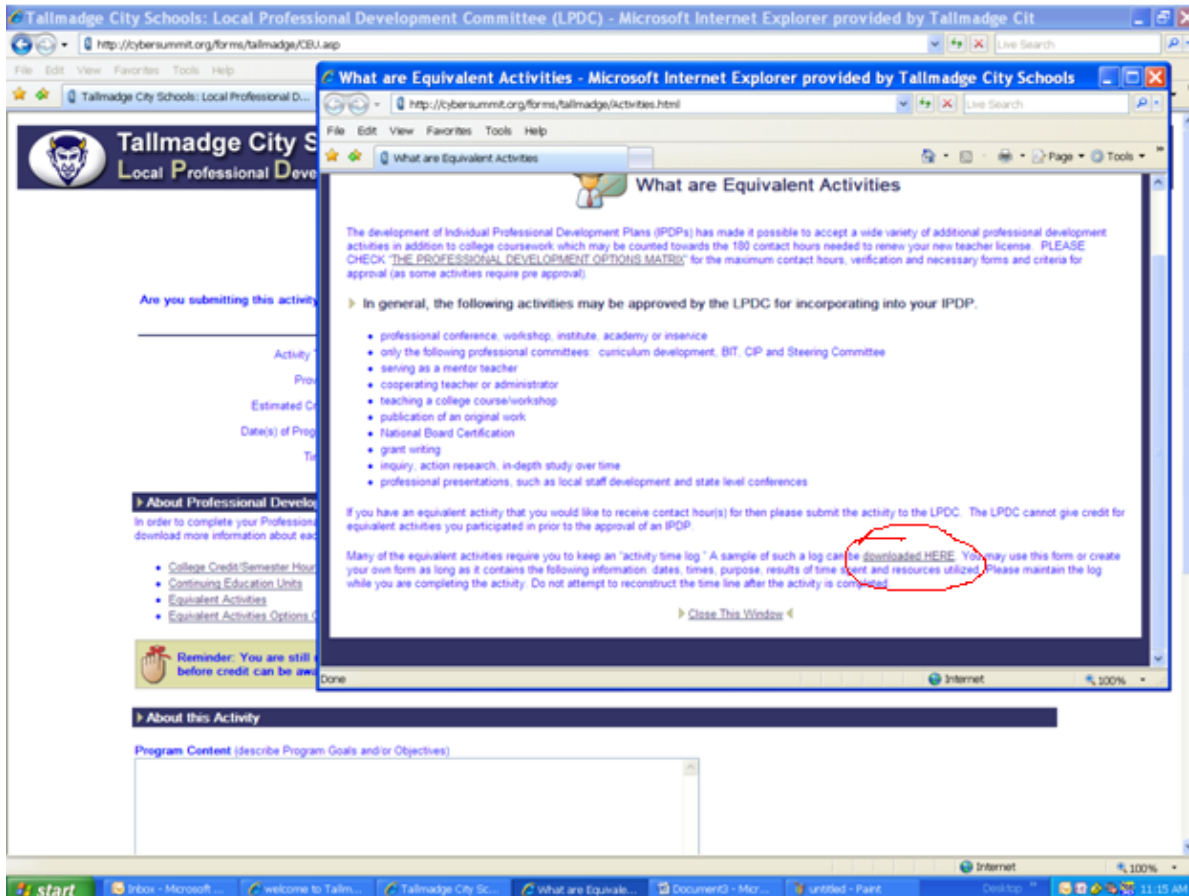 Tallmadge City Schools: Local Professional Development Committee (LPDC) - Microsoft Internet Explorer provided by Tallmadge Cit
http://cybersummit.org/forms/tallmadge/CEU.asp
Live Search
File Edit View Favorites Tools Help
Tallmadge City Schools: Local Professional D...
Tallmadge City S
Local Professional Deve
Are you submitting this activity
Activity T
Prov
Estimated Cr
Date(s) of Prog
Tir
About Professional Develop
In order to complete your Professiona
download more information about eac
College Credit/Semester Hour
Continuing Education Units
Equivalent Activities
Equivalent Activities Options
Reminder: You are still
before credit can be awa
What are Equivalent Activities - Microsoft Internet Explorer provided by Tallmadge City Schools
http://cybersummit.org/forms/tallmadge/Activities.html
Live Search
File Edit View Favorites Tools Help
What are Equivalent Activities
Page
Tools
What are Equivalent Activities
The development of Individual Professional Development Plans (IPDPs) has made it possible to accept a wide variety of additional professional development
activities in addition to college coursework which may be counted towards the 180 contact hours needed to renew your new teacher license. PLEASE
CHECK "THE PROFESSIONAL DEVELOPMENT OPTIONS MATRIX" for the maximum contact hours, verification and necessary forms and criteria for
approval (as some activities require pre approval).
In general, the following activities may be approved by the LPDC for incorporating into your IPDP.
professional conference, workshop, institute, academy or inservice
only the following professional committees: curriculum development, BIT, CIP and Steering Committee
serving as a mentor teacher
cooperating teacher or administrator
teaching a college course/workshop
publication of an original work
National Board Certification
grant writing
inquiry, action research, in-depth study over time
professional presentations, such as local staff development and state level conferences
If you have an equivalent activity that you would like to receive contact hour(s) for then please submit the activity to the LPDC. The LPDC cannot give credit for
equivalent activities you participated in prior to the approval of an IPDP.
Many of the equivalent activities require you to keep an "activity time log." A sample of such a log can be downloaded HERE. You may use this form or create
your own form as long as it contains the following information: dates, times, purpose, results of time spent and resources utilized. Please maintain the log
while you are completing the activity. Do not attempt to reconstruct the time line after the activity is completed.
Close This Window
Done
Internet
100%
About this Activity
Program Content (describe Program Goals and/or Objectives)
Internet
100%
start
Inbox - Microsoft ...
welcome to Tallm...
Tallmadge City Sc...
What are Equivale...
Document3 - Micr...
untitled - Paint
Desktop
11:15 AM